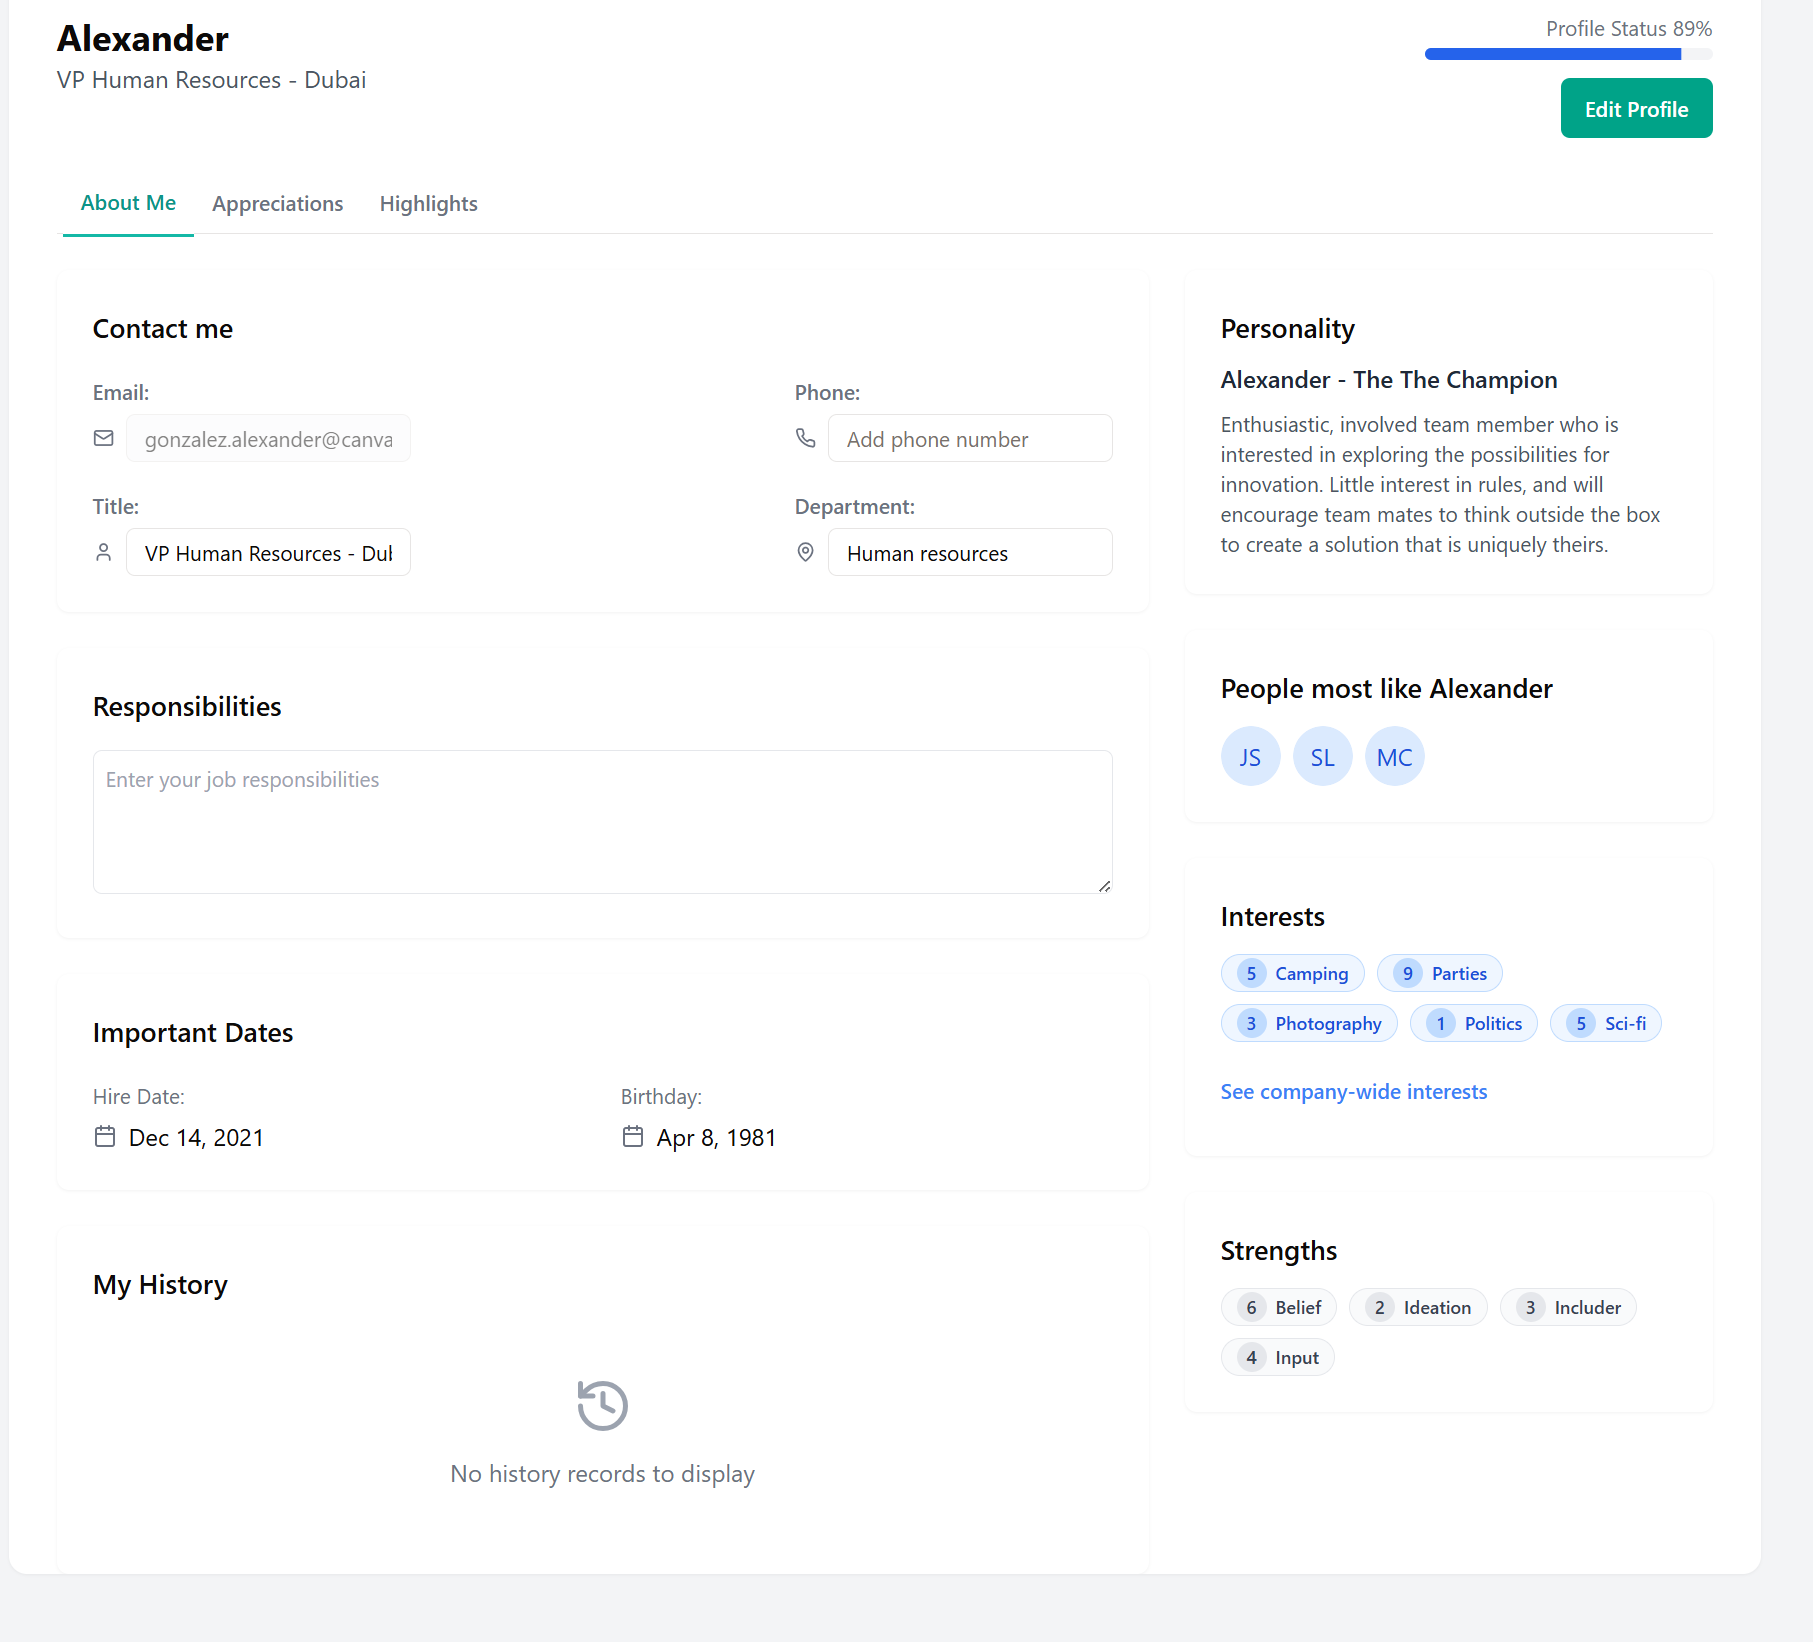 Alexander
VP Human Resources - Dubai
Profile Status 89%
Edit Profile
About Me
Appreciations
Highlights
Contact me
Email:
gonzalez.alexander@canva
Phone:
Add phone number
Title:
VP Human Resources - Du
Department:
Human resources
Responsibilities
Enter your job responsibilities
Important Dates
Hire Date:
Dec 14, 2021
Birthday:
Apr 8, 1981
My History
No history records to display
Personality
Alexander - The The Champion
Enthusiastic, involved team member who is
interested in exploring the possibilities for
innovation. Little interest in rules, and will
encourage team mates to think outside the box
to create a solution that is uniquely theirs.
People most like Alexander
JS
SL
MC
Interests
5 Camping
9 Parties
3 Photography
1 Politics
5 Sci-fi
See company-wide interests
Strengths
6 Belief
2 Ideation
3 Includer
4 Input